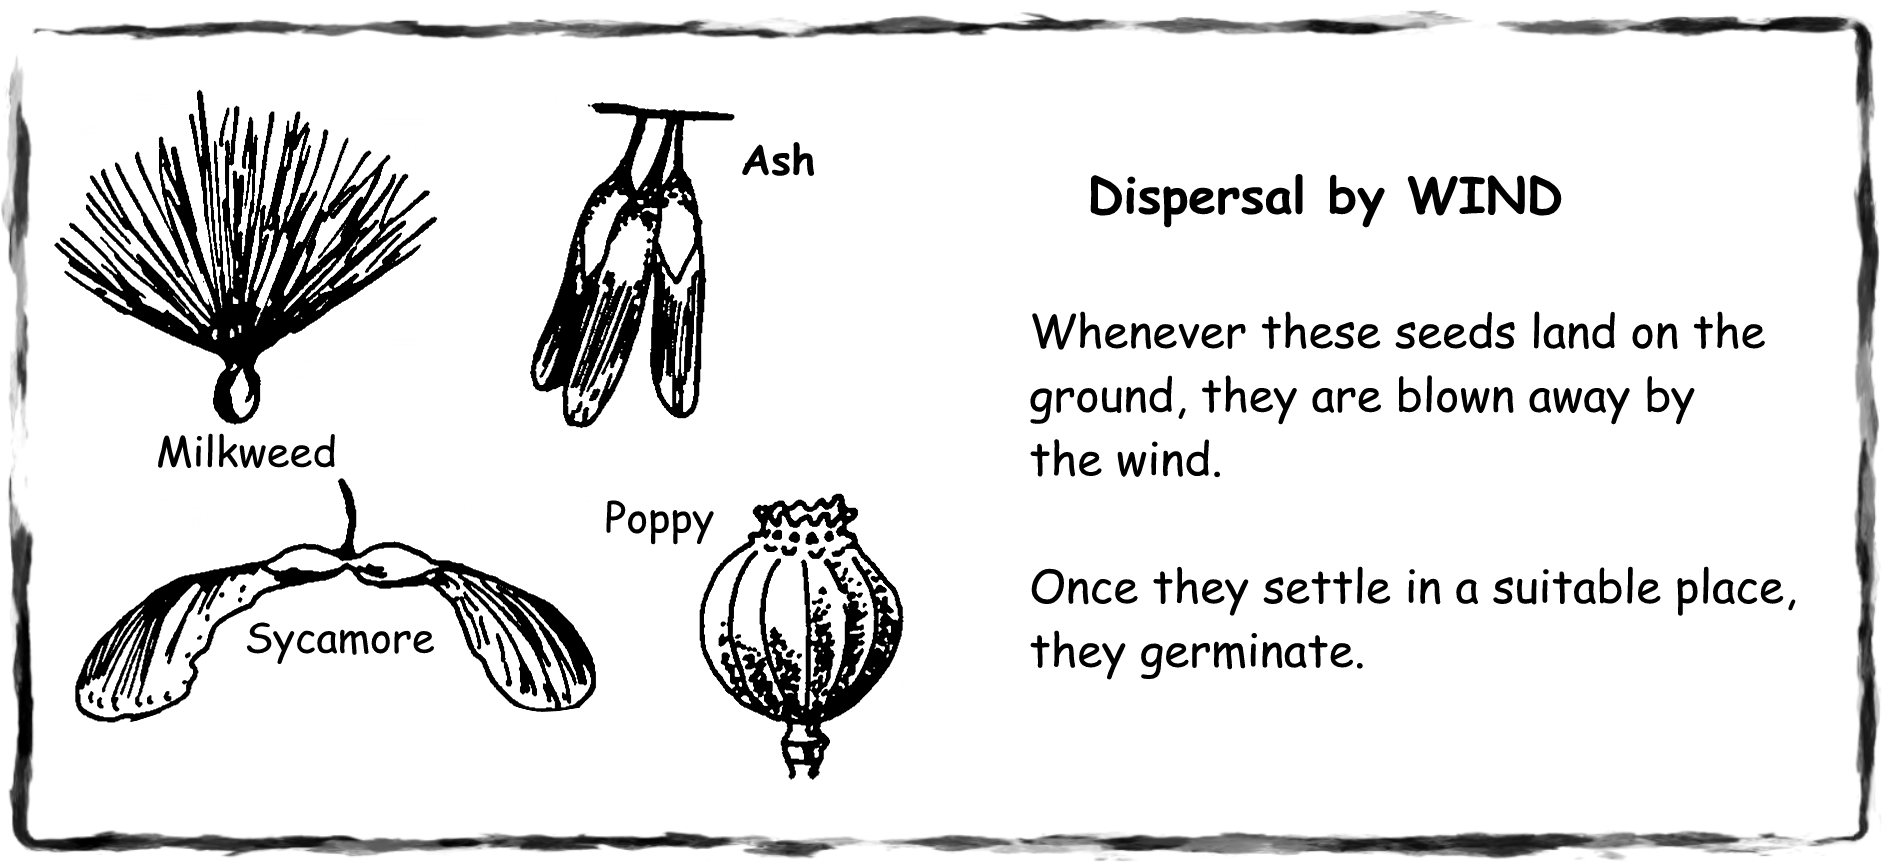 Ash
Milkweed
Poppy
Sycamore
Dispersal by WIND
Whenever these seeds land on the
ground, they are blown away by
the wind.
Once they settle in a suitable place,
they germinate.